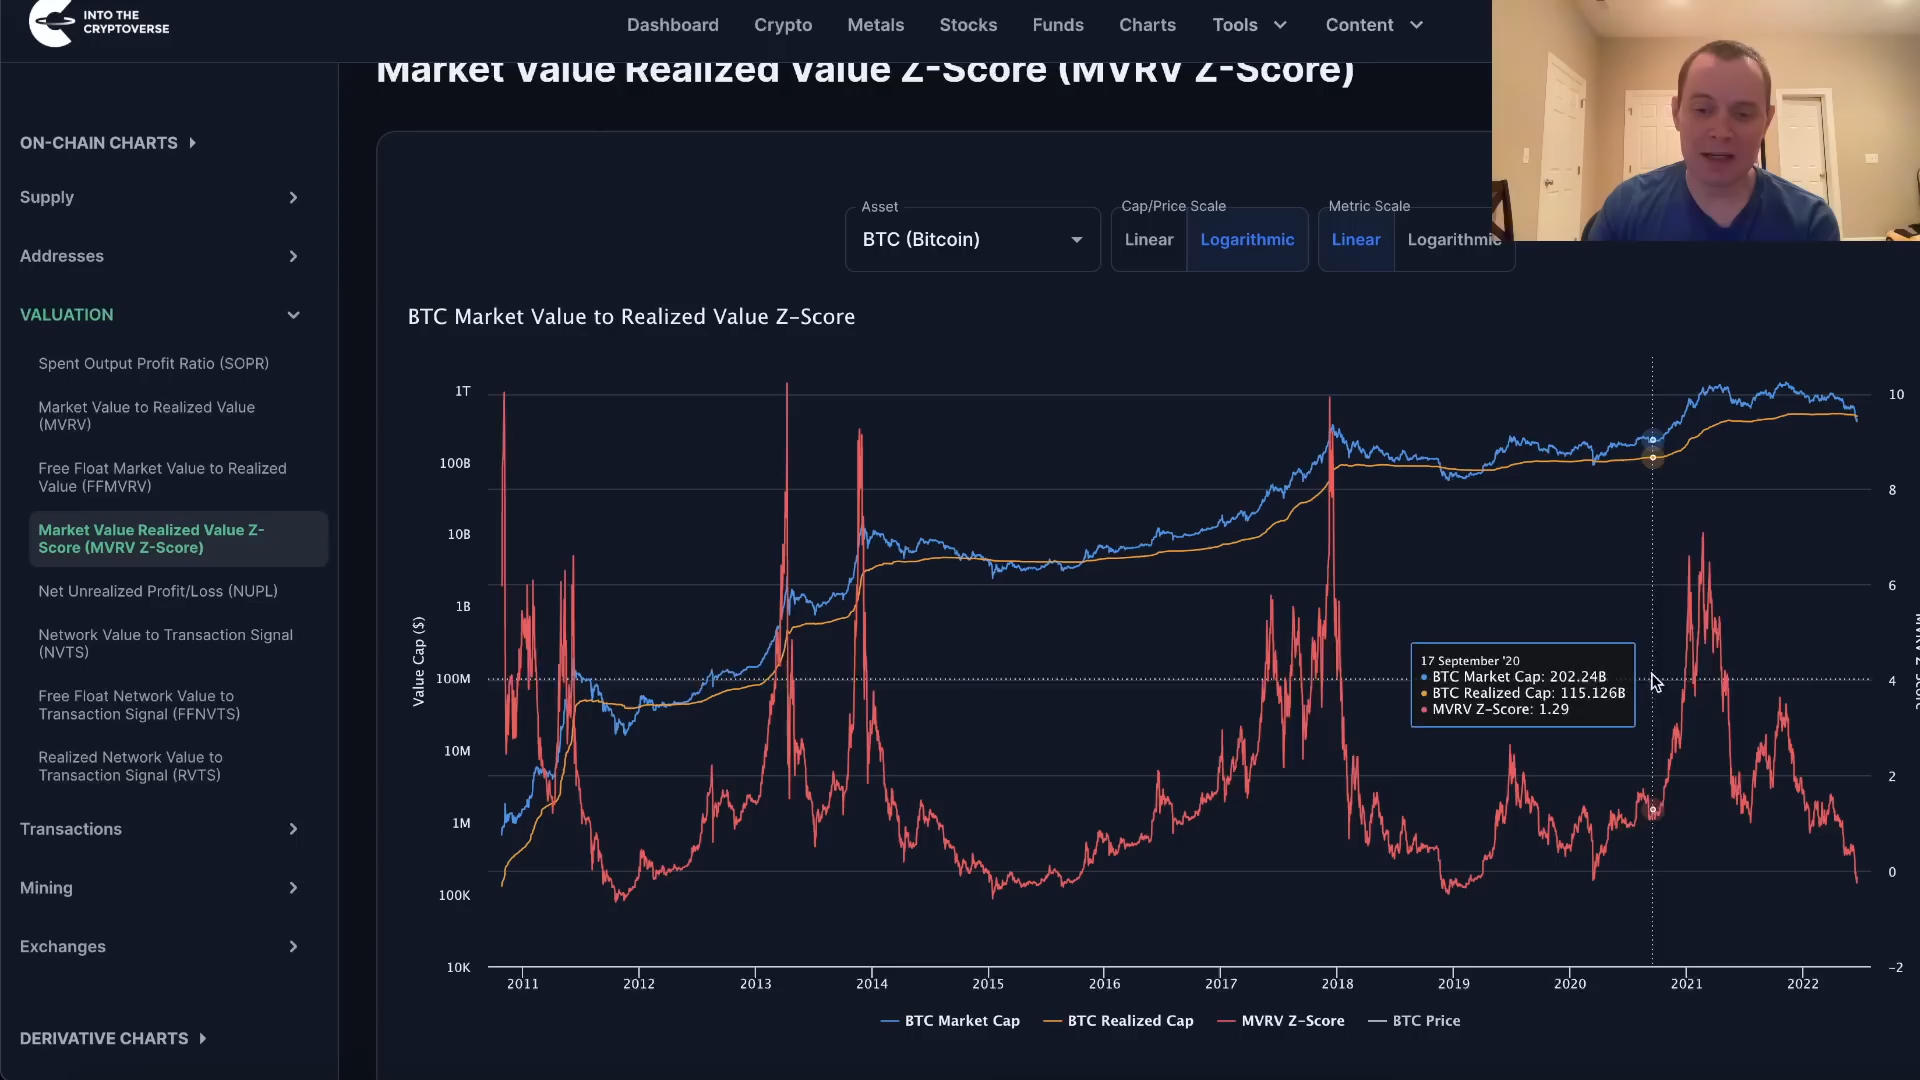 INTO THE
CRYPTOVERSE
Dashboard
Crypto
Metals
Stocks
Funds
Charts
Tools
Content
Market Value Realized Value Z-Score (MVRV Z-Score)
ON-CHAIN CHARTS
Supply
Addresses
VALUATION
Spent Output Profit Ratio (SOPR)
Market Value to Realized Value
(MVRV)
Free Float Market Value to Realized
Value (FFMVRV)
Market Value Realized Value Z-
Score (MVRV Z-Score)
Net Unrealized Profit/Loss (NUPL)
Network Value to Transaction Signal
(NVTS)
Free Float Network Value to
Transaction Signal (FFNVTS)
Realized Network Value to
Transaction Signal (RVTS)
Transactions
Mining
Exchanges
DERIVATIVE CHARTS
Asset
BTC (Bitcoin)
Cap/Price Scale
Linear
Logarithmic
Metric Scale
Linear
Logarithmic
BTC Market Value to Realized Value Z-Score
Value Cap ($)
1T
100B
10B
1B
100M
10M
1M
100K
10K
10
8
6
4
2
0
-2
17 September '20
BTC Market Cap: 202.24B
BTC Realized Cap: 115.126B
MVRV Z-Score: 1.29
2011
2012
2013
2014
2015
2016
2017
2018
2019
2020
2021
2022
BTC Market Cap
BTC Realized Cap
MVRV Z-Score
BTC Price